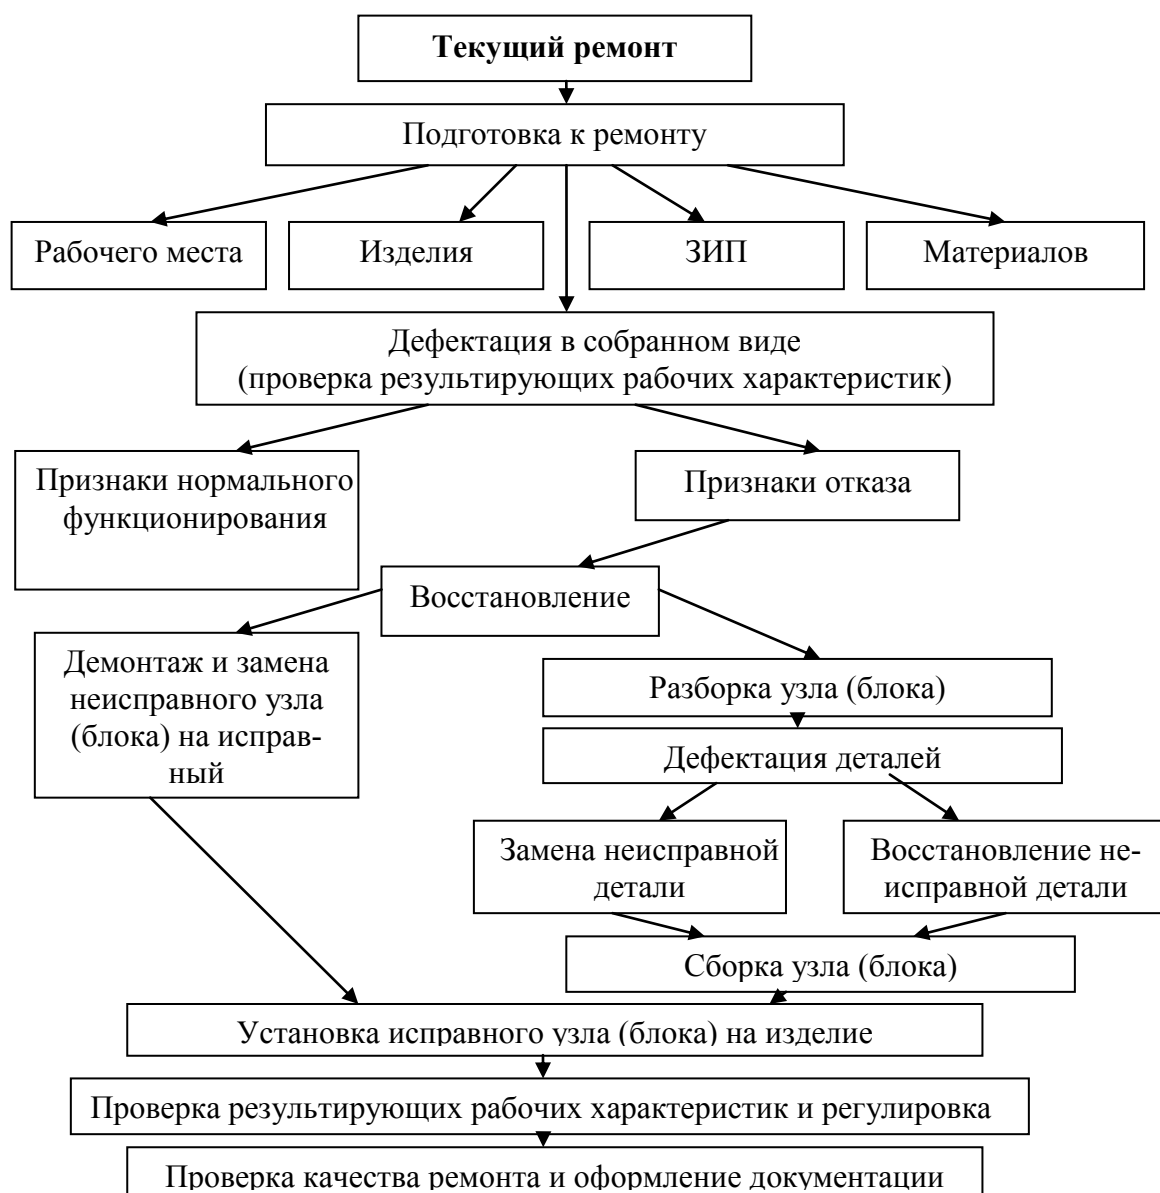 Текущий ремонт
Подготовка к ремонту
Рабочего места
Изделия
ЗИП
Материалов
Дефектация в собранном виде
(проверка результирующих рабочих характеристик)
Признаки нормального
функционирования
Признаки отказа
Восстановление
Демонтаж и замена
неисправного узла
(блока) на исправ-
ный
Разборка узла (блока)
Дефектация деталей
Замена неисправной
детали
Восстановление не-
исправной детали
Сборка узла (блока)
Установка исправного узла (блока) на изделие
Проверка результирующих рабочих характеристик и регулировка
Проверка качества ремонта и оформление документации